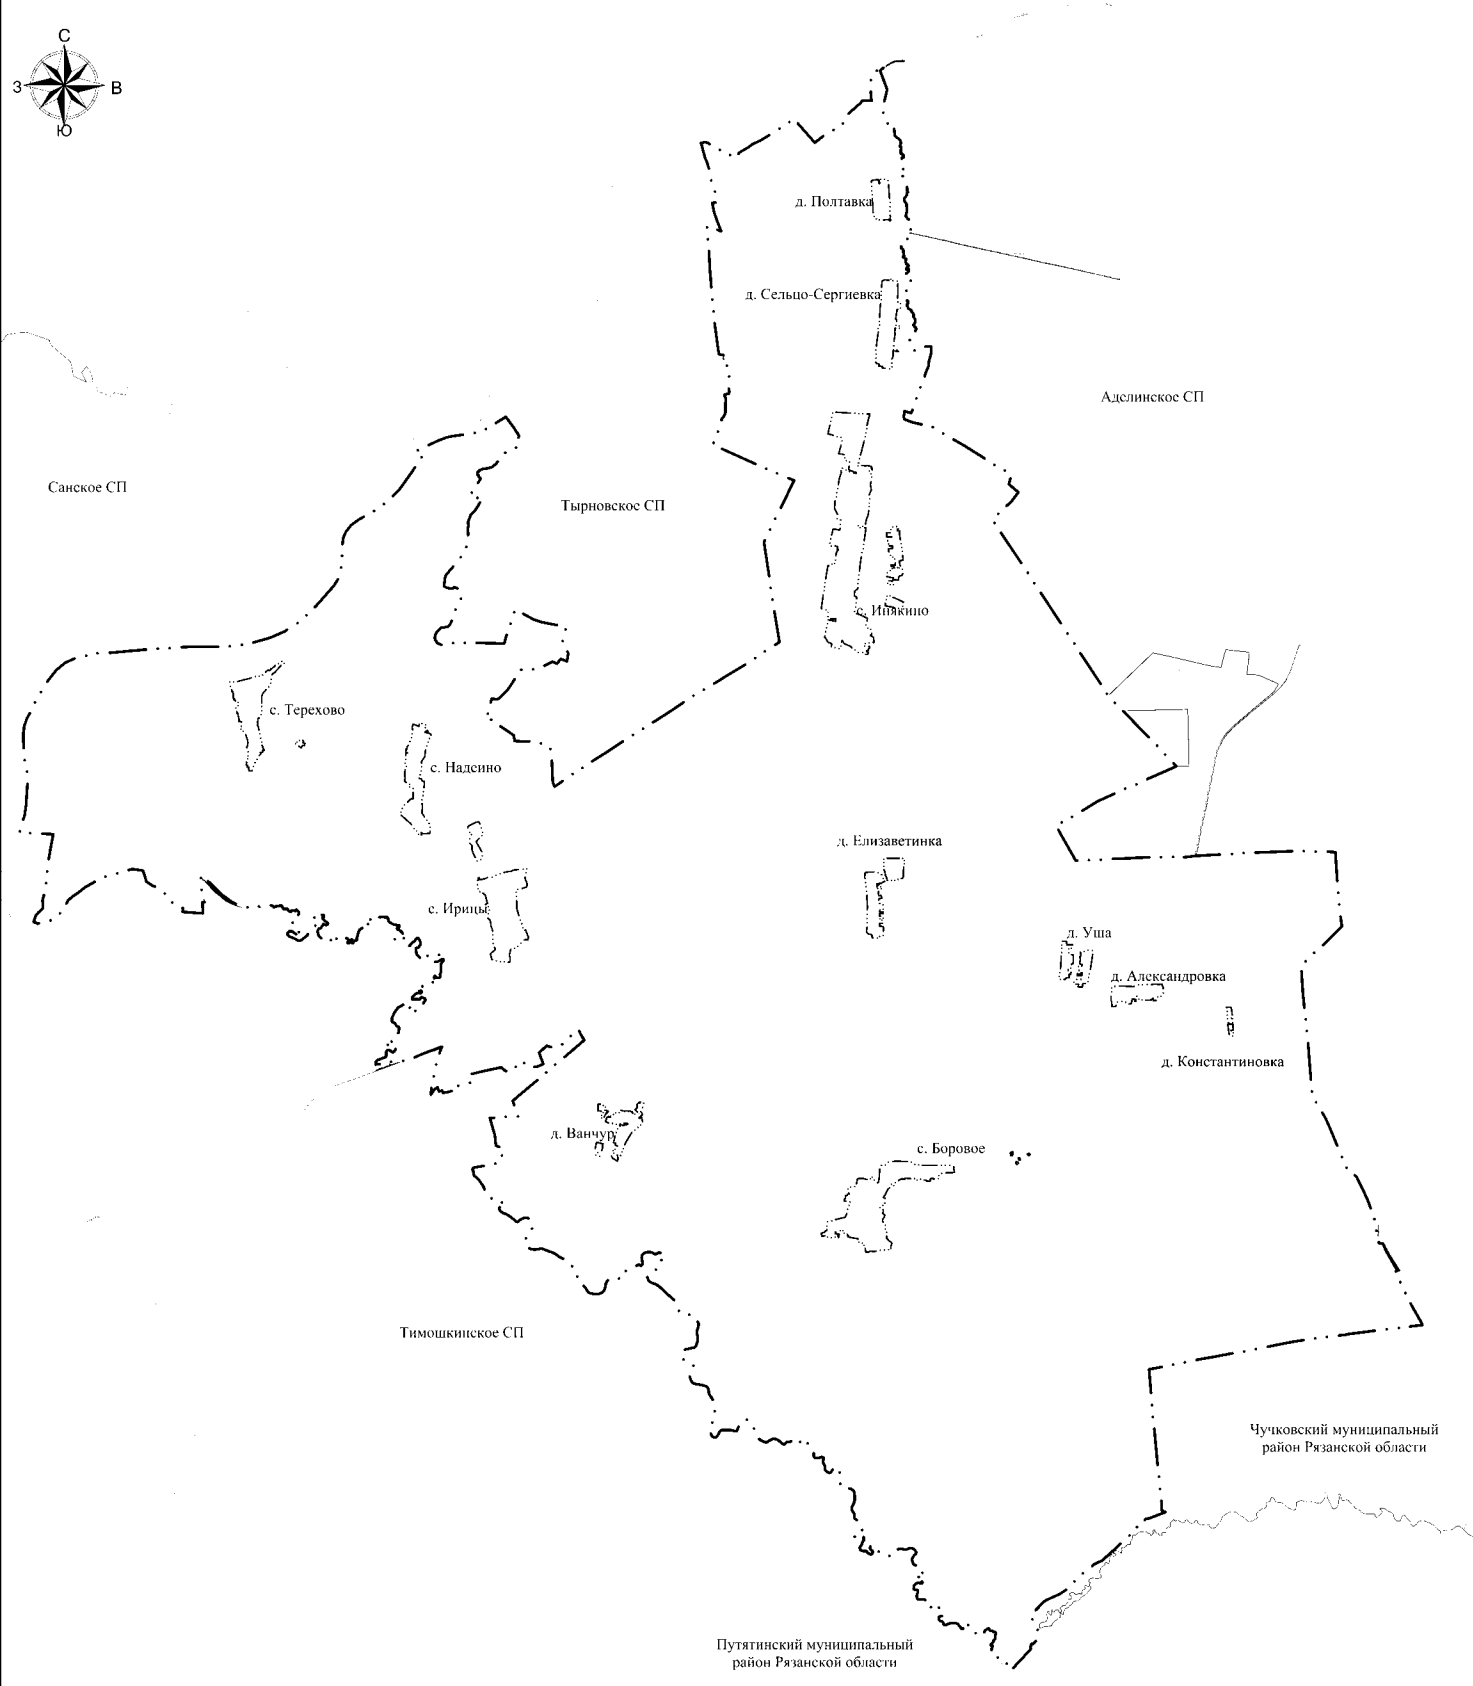 С
З
В
Ю
д. Полтавка
д. Сельцо-Сергиевка
Аделинское СП
Санское СП
Тырновское СП
с. Инякино
с. Терехово
с. Надеино
д. Елизаветинка
с. Ирицы
д. Уша
д. Александровка
д. Константиновка
д. Ванчур
с. Боровое
Тимошкинское СП
Чучковский муниципальный
район Рязанской области
Путятинский муниципальный
район Рязанской области